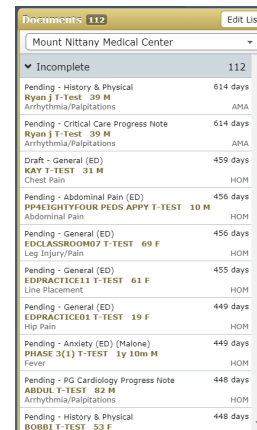 Documents 112 Edit Lis
Mount Nittany Medical Center
Incomplete 112
Pending - History & Physical 614 days
Ryan j T-Test 39 M
Arrhythmia/Palpitations AMA
Pending - Critical Care Progress Note 614 days
Ryan j T-Test 39 M
Arrhythmia/Palpitations AMA
Draft - General (ED) 459 days
KAY T-TEST 31 M
Chest Pain HOM
Pending - Abdominal Pain (ED) 456 days
PP4EIGHTYFOUR PEDS APPY T-TEST 10 M
Abdominal Pain HOM
Pending - General (ED) 456 days
EDCLASSROOM07 T-TEST 69 F
Leg Injury/Pain HOM
Pending - General (ED) 455 days
EDPRACTICE11 T-TEST 61 F
Line Placement HOM
Pending - General (ED) 449 days
EDPRACTICE01 T-TEST 19 F
Hip Pain HOM
Pending - Anxiety (ED) (Malone) 449 days
PHASE 3(1) T-TEST 1y 10m M
Fever HOM
Pending - PG Cardiology Progress Note 448 days
ABDUL T-TEST 82 M
Arrhythmia/Palpitations HOM
Pending - History & Physical 448 days
BOBBI T-TEST 53 F